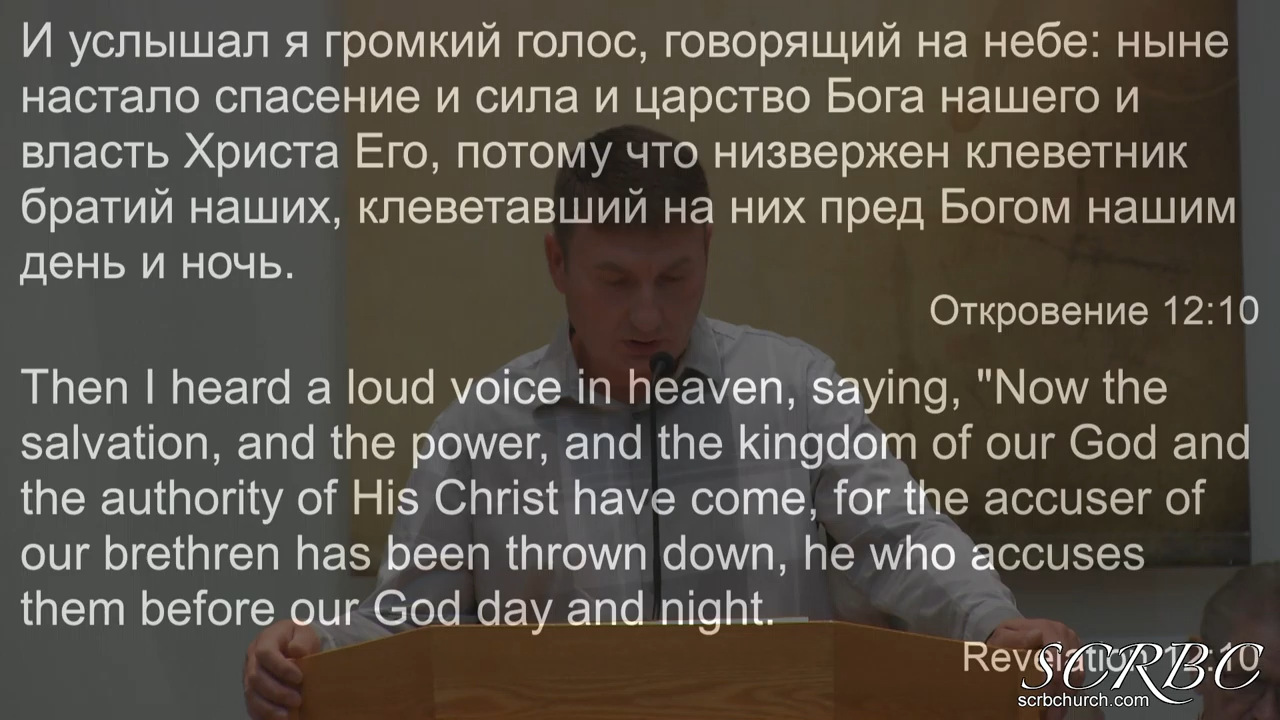 И услышал я громкий голос, говорящий на небе: ныне
настало спасение и сила и царство Бога нашего и
власть Христа Его, потому что низвержен клеветник
братий наших, клеветавший на них пред Богом нашим
день и ночь.
Откровение 12:10
Then I heard a loud voice in heaven, saying, "Now the
salvation, and the power, and the kingdom of our God and
the authority of His Christ have come, for the accuser of
our brethren has been thrown down, he who accuses
them before our God day and night.
Revelation 12:10
SCRBC
scrbchurch.com